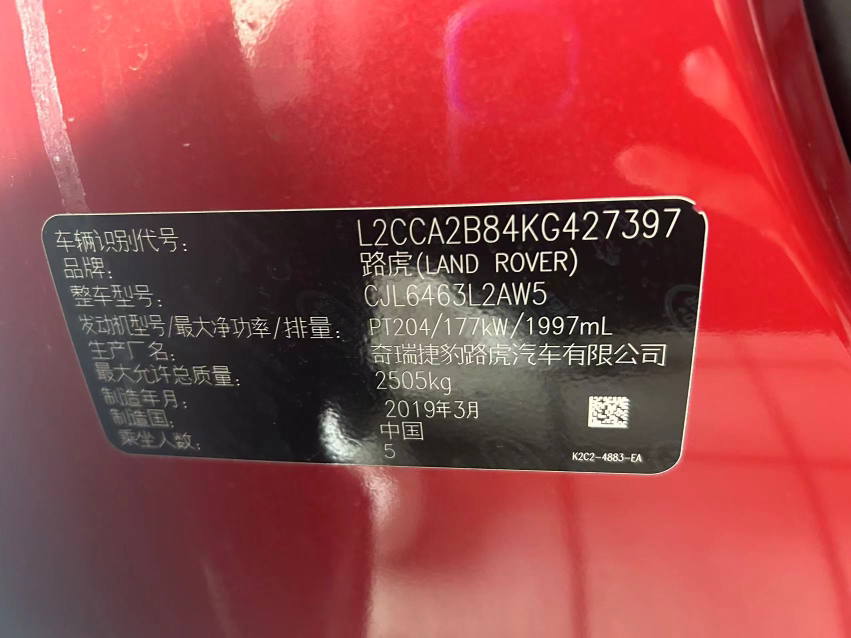 车辆识别代号: L2CCA2B84KG427397
品牌: 路虎(LAND ROVER)
整车型号: CJL6463L2AW5
发动机型号/最大净功率/排量: PT204/177kW/1997mL
生产厂名: 奇瑞捷豹路虎汽车有限公司
最大允许总质量: 2505kg
制造年月: 2019年3月
制造国: 中国
乘坐人数: 5
K2C2-4883-EA